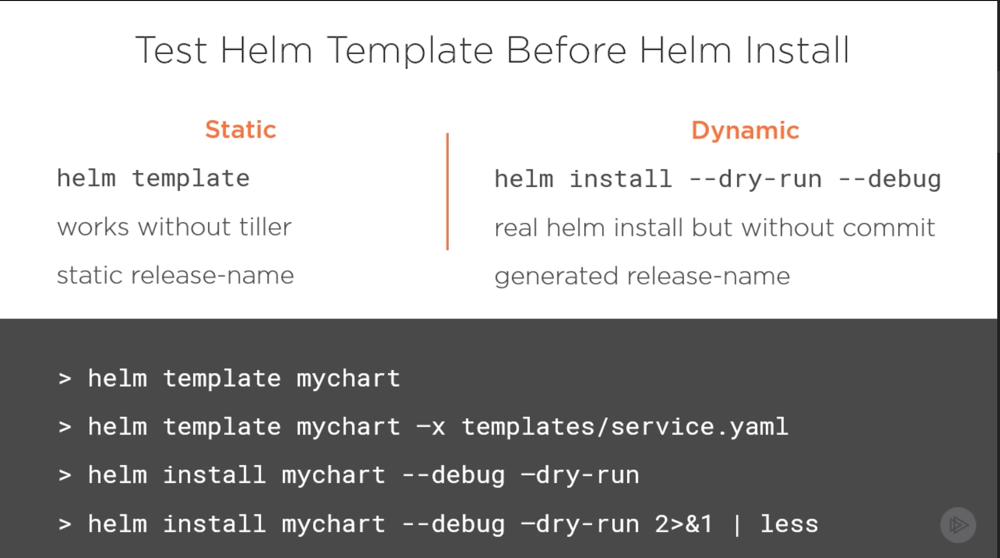 Test Helm Template Before Helm Install
Static
helm template
works without tiller
static release-name
Dynamic
helm install --dry-run --debug
real helm install but without commit
generated release-name
> helm template mychart
> helm template mychart –x templates/service.yaml
> helm install mychart --debug –dry-run
> helm install mychart --debug –dry-run 2>&1 | less